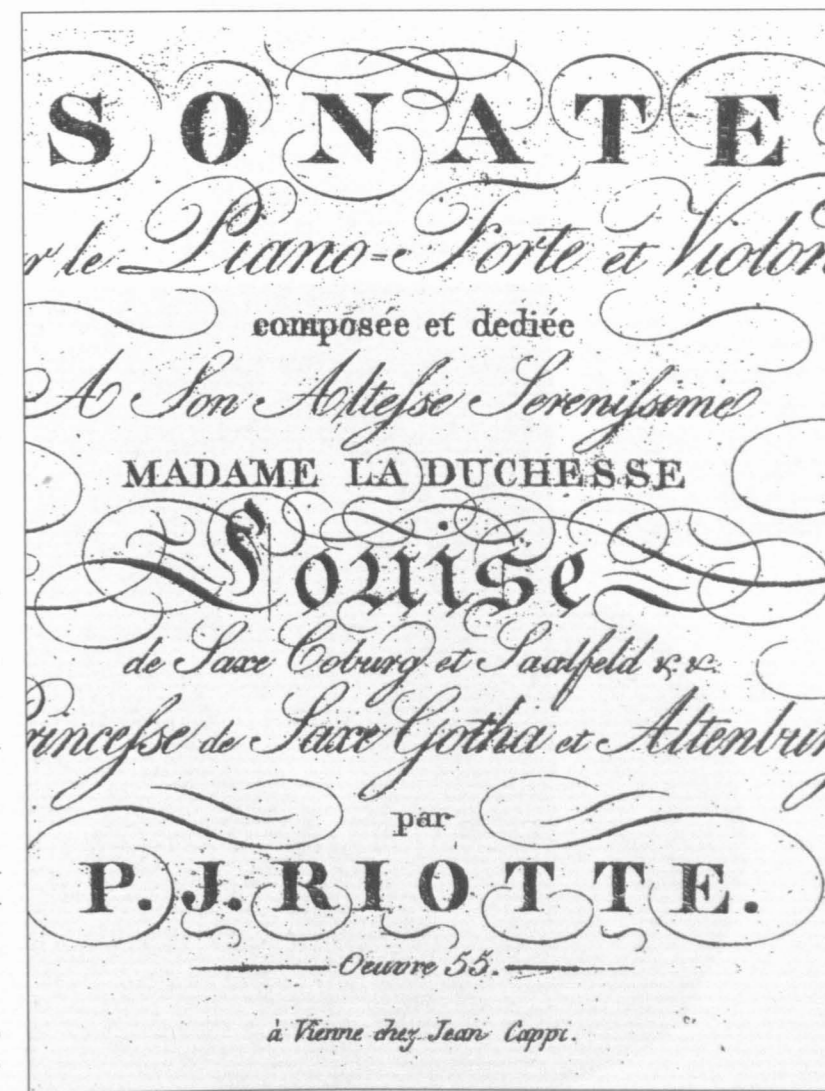 SONATE
r le Piano=Forte et Violon
composée et dediée
A Son Altesse Serenissime
MADAME LA DUCHESSE
Louise
de Saxe Coburg et Saalfeld &. &.
rincesse de Saxe Gotha et Altenbur
par
P. J. RIOTTE.
Oeuvre 55.
à Vienne chez Jean Cappi.